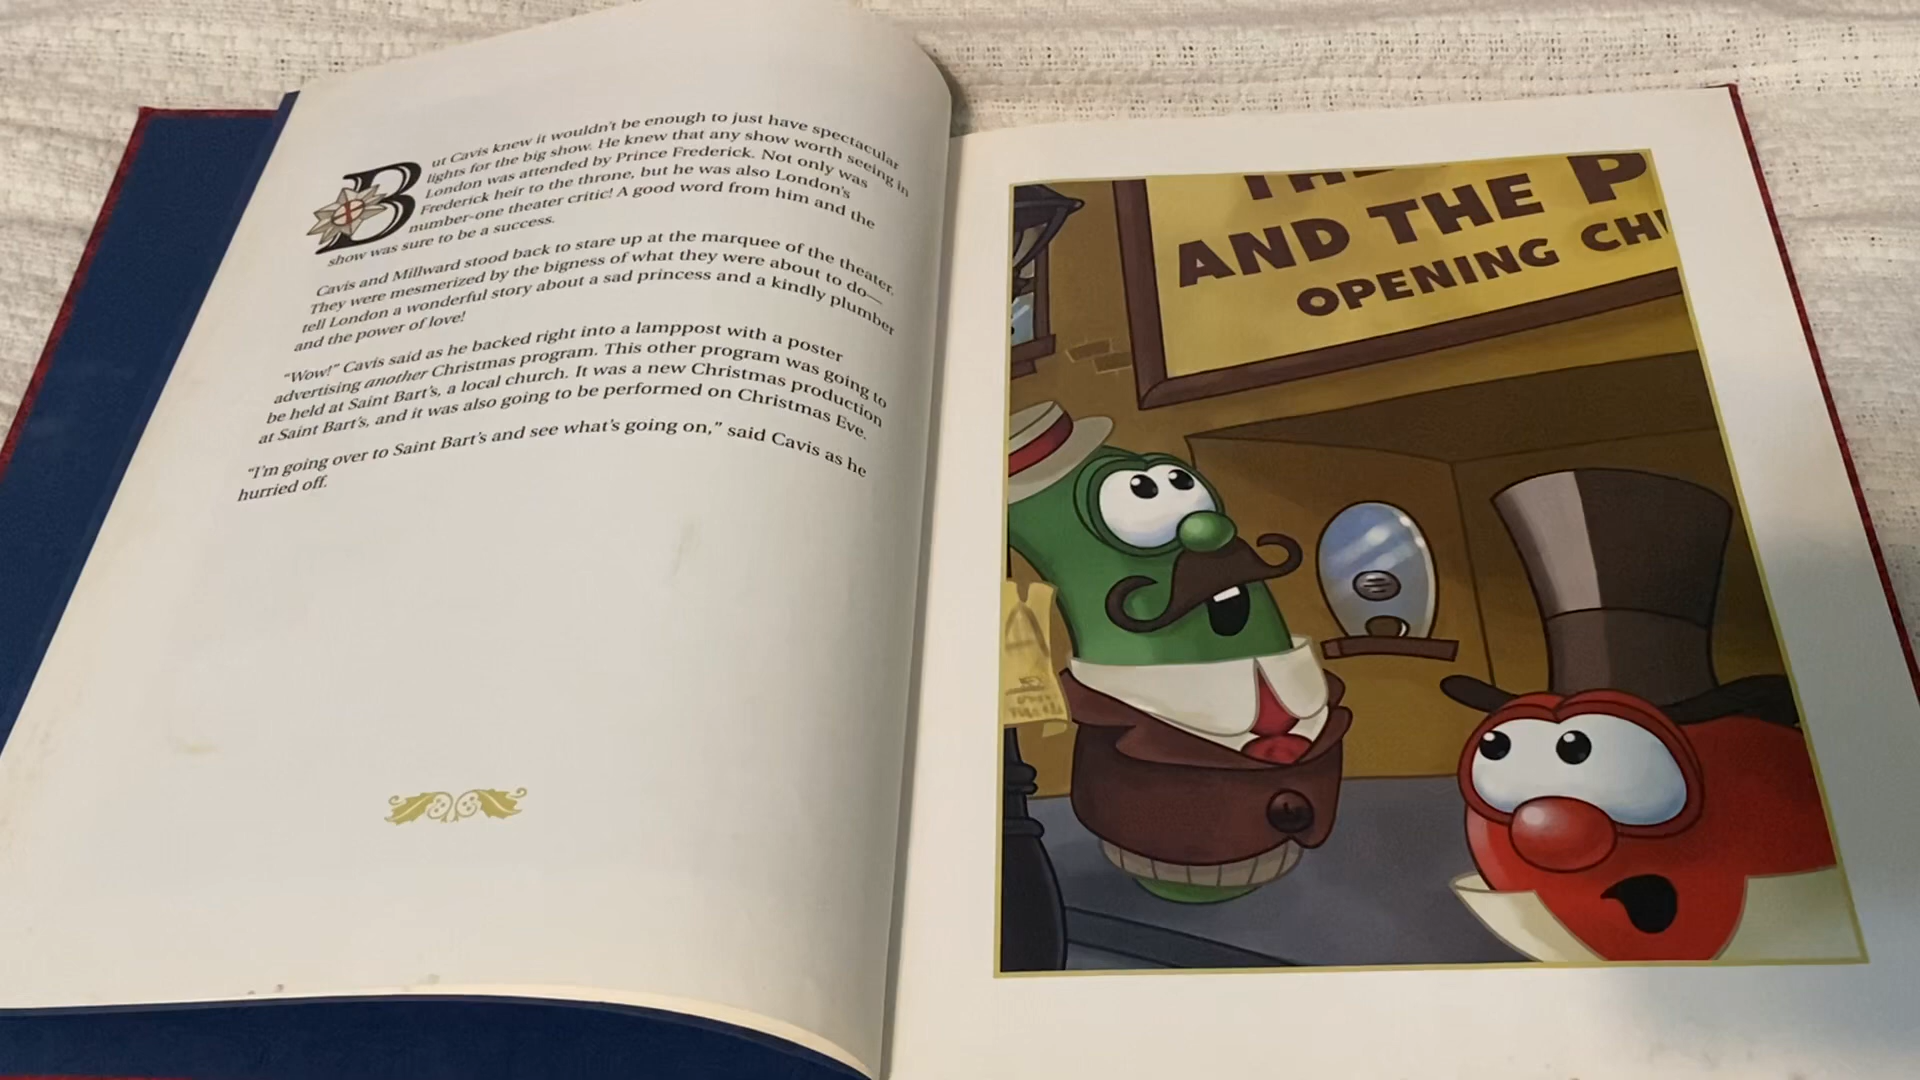 But Cavis knew it wouldn't be enough to just have spectacular
lights for the big show. He knew that any show worth seeing in
London was attended by Prince Frederick. Not only was
Frederick heir to the throne, but he was also London's
number-one theater critic! A good word from him and the
show was sure to be a success.
Cavis and Millward stood back to stare up at the marquee of the theater.
They were mesmerized by the bigness of what they were about to do—
tell London a wonderful story about a sad princess and a kindly plumber
and the power of love!
"Wow!" Cavis said as he backed right into a lamppost with a poster
advertising another Christmas program. This other program was going to
be held at Saint Bart's, a local church. It was a new Christmas production
at Saint Bart's, and it was also going to be performed on Christmas Eve.
"I'm going over to Saint Bart's and see what's going on," said Cavis as he
hurried off.
THE
AND THE P
OPENING CH